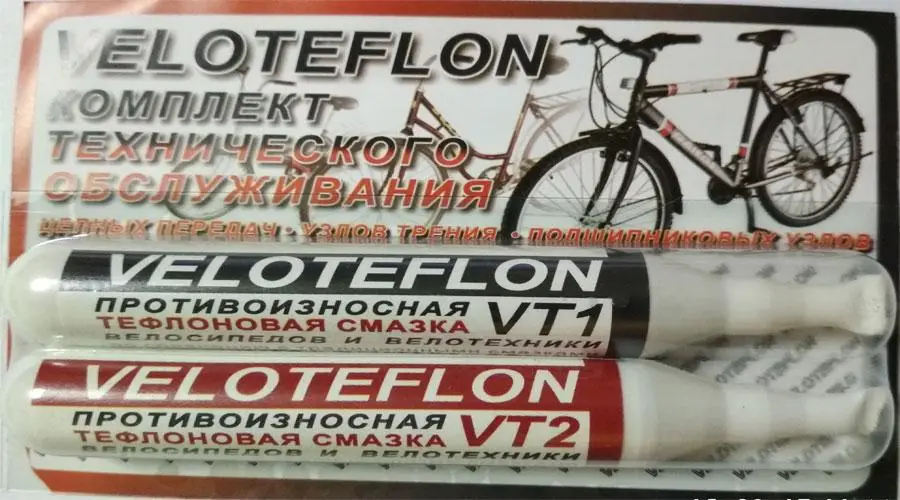 VELOTEFLON
КОМПЛЕКТ
ТЕХНИЧЕСКОГО
ОБСЛУЖИВАНИЯ
ЦЕПНЫХ ПЕРЕДАЧ • УЗЛОВ ТРЕНИЯ • ПОДШИПНИКОВЫХ УЗЛОВ
VELOTEFLON
ПРОТИВОИЗНОСНАЯ
ТЕФЛОНОВАЯ СМАЗКА
VT1
ВЕЛОСИПЕДОВ И ВЕЛОТЕХНИКИ
VELOTEFLON
ПРОТИВОИЗНОСНАЯ
ТЕФЛОНОВАЯ СМАЗКА
VT2
ВЕЛОСИПЕДОВ И ВЕЛОТЕХНИКИ